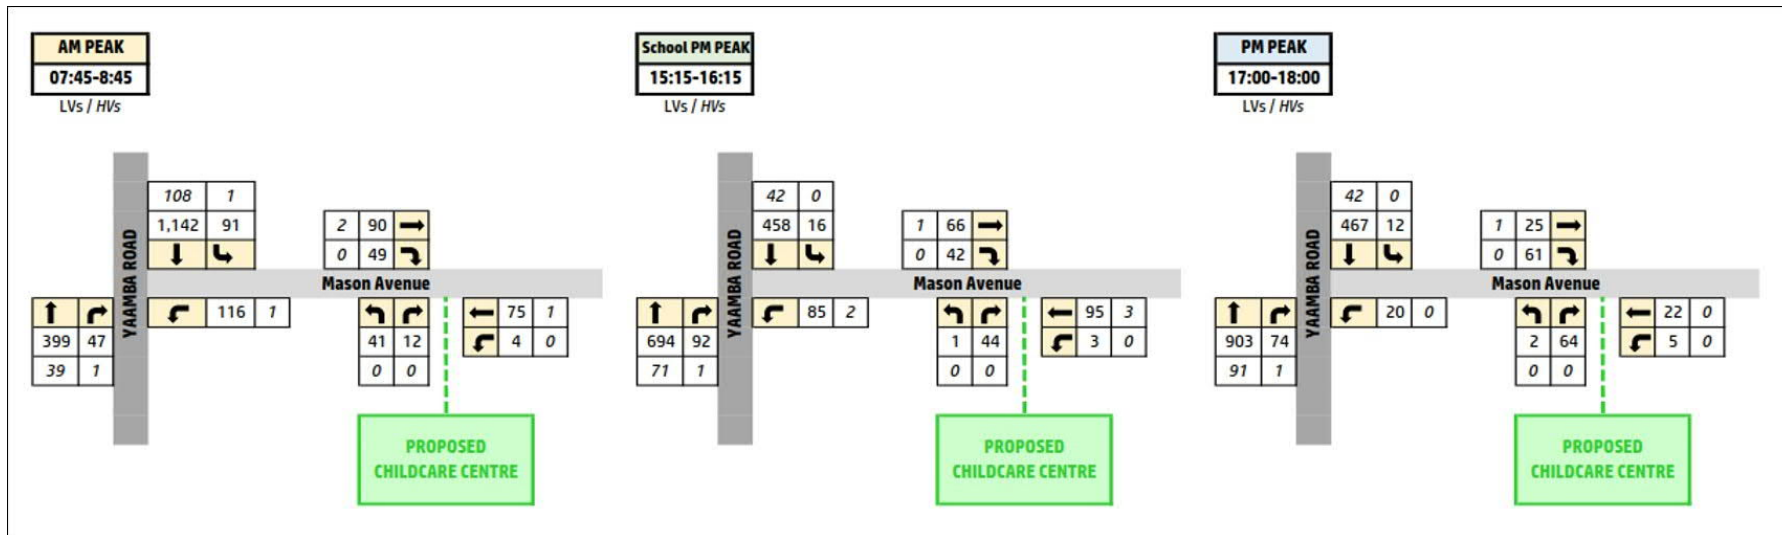 AM PEAK
07:45-8:45
LVs / HVs
108 1
1,142 91
2 90
0 49
YAAMBA ROAD
Mason Avenue
116 1
399 47
39 1
41 12
0 0
75 1
4 0
PROPOSED
CHILDCARE CENTRE
School PM PEAK
15:15-16:15
LVs / HVs
42 0
458 16
1 66
0 42
YAAMBA ROAD
Mason Avenue
85 2
694 92
71 1
1 44
0 0
95 3
3 0
PROPOSED
CHILDCARE CENTRE
PM PEAK
17:00-18:00
LVs / HVs
42 0
467 12
1 25
0 61
YAAMBA ROAD
Mason Avenue
20 0
903 74
91 1
2 64
0 0
22 0
5 0
PROPOSED
CHILDCARE CENTRE